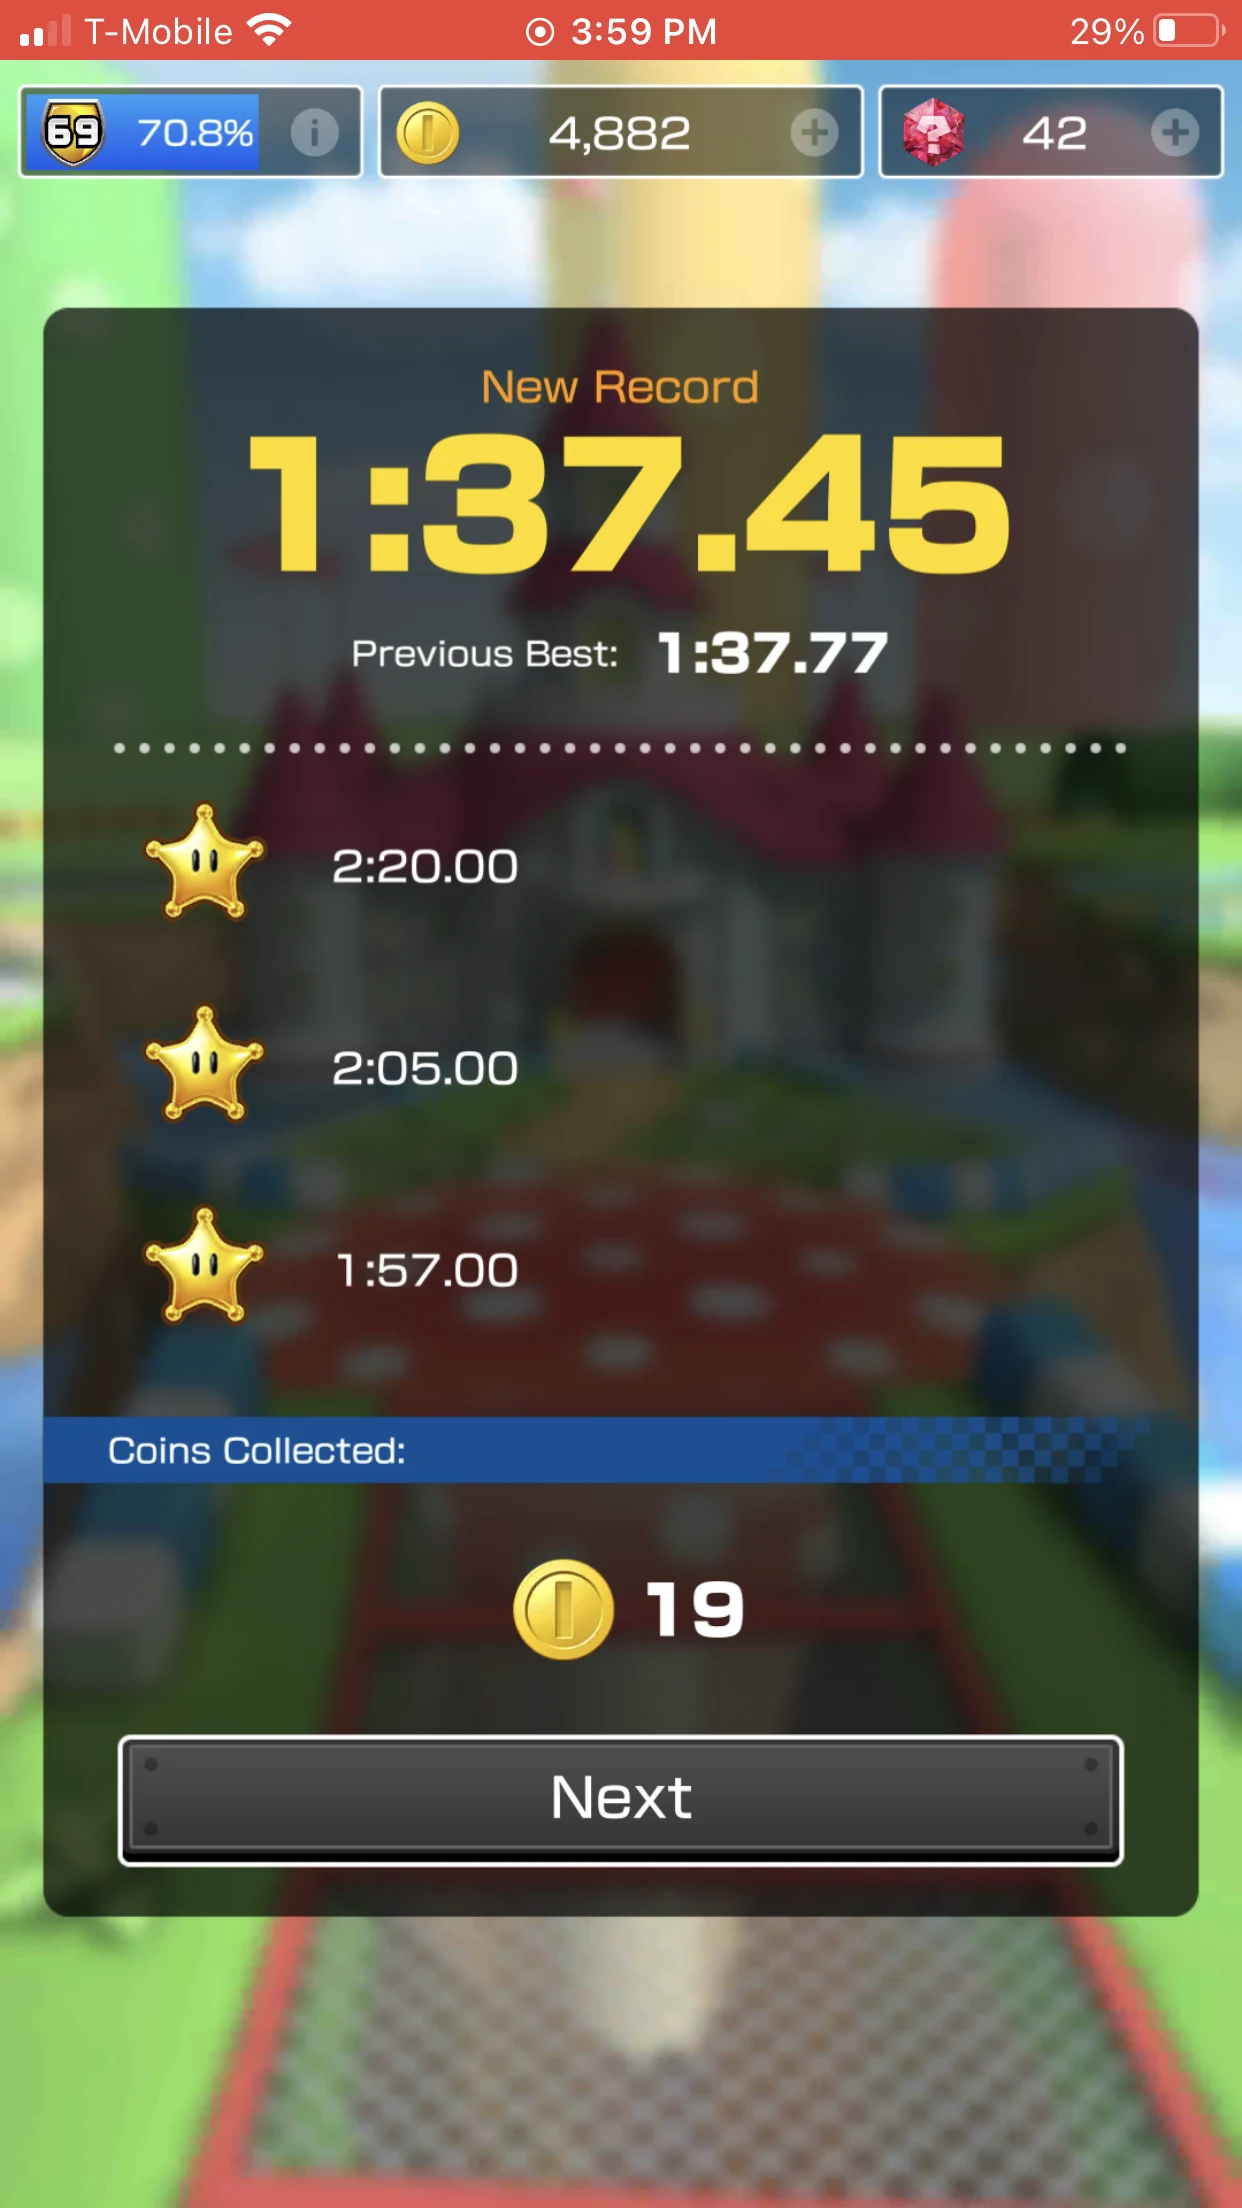 T-Mobile 3:59 PM 29%
69 70.8% i 4,882 + ? 42 +
New Record
1:37.45
Previous Best: 1:37.77
2:20.00
2:05.00
1:57.00
Coins Collected:
19
Next